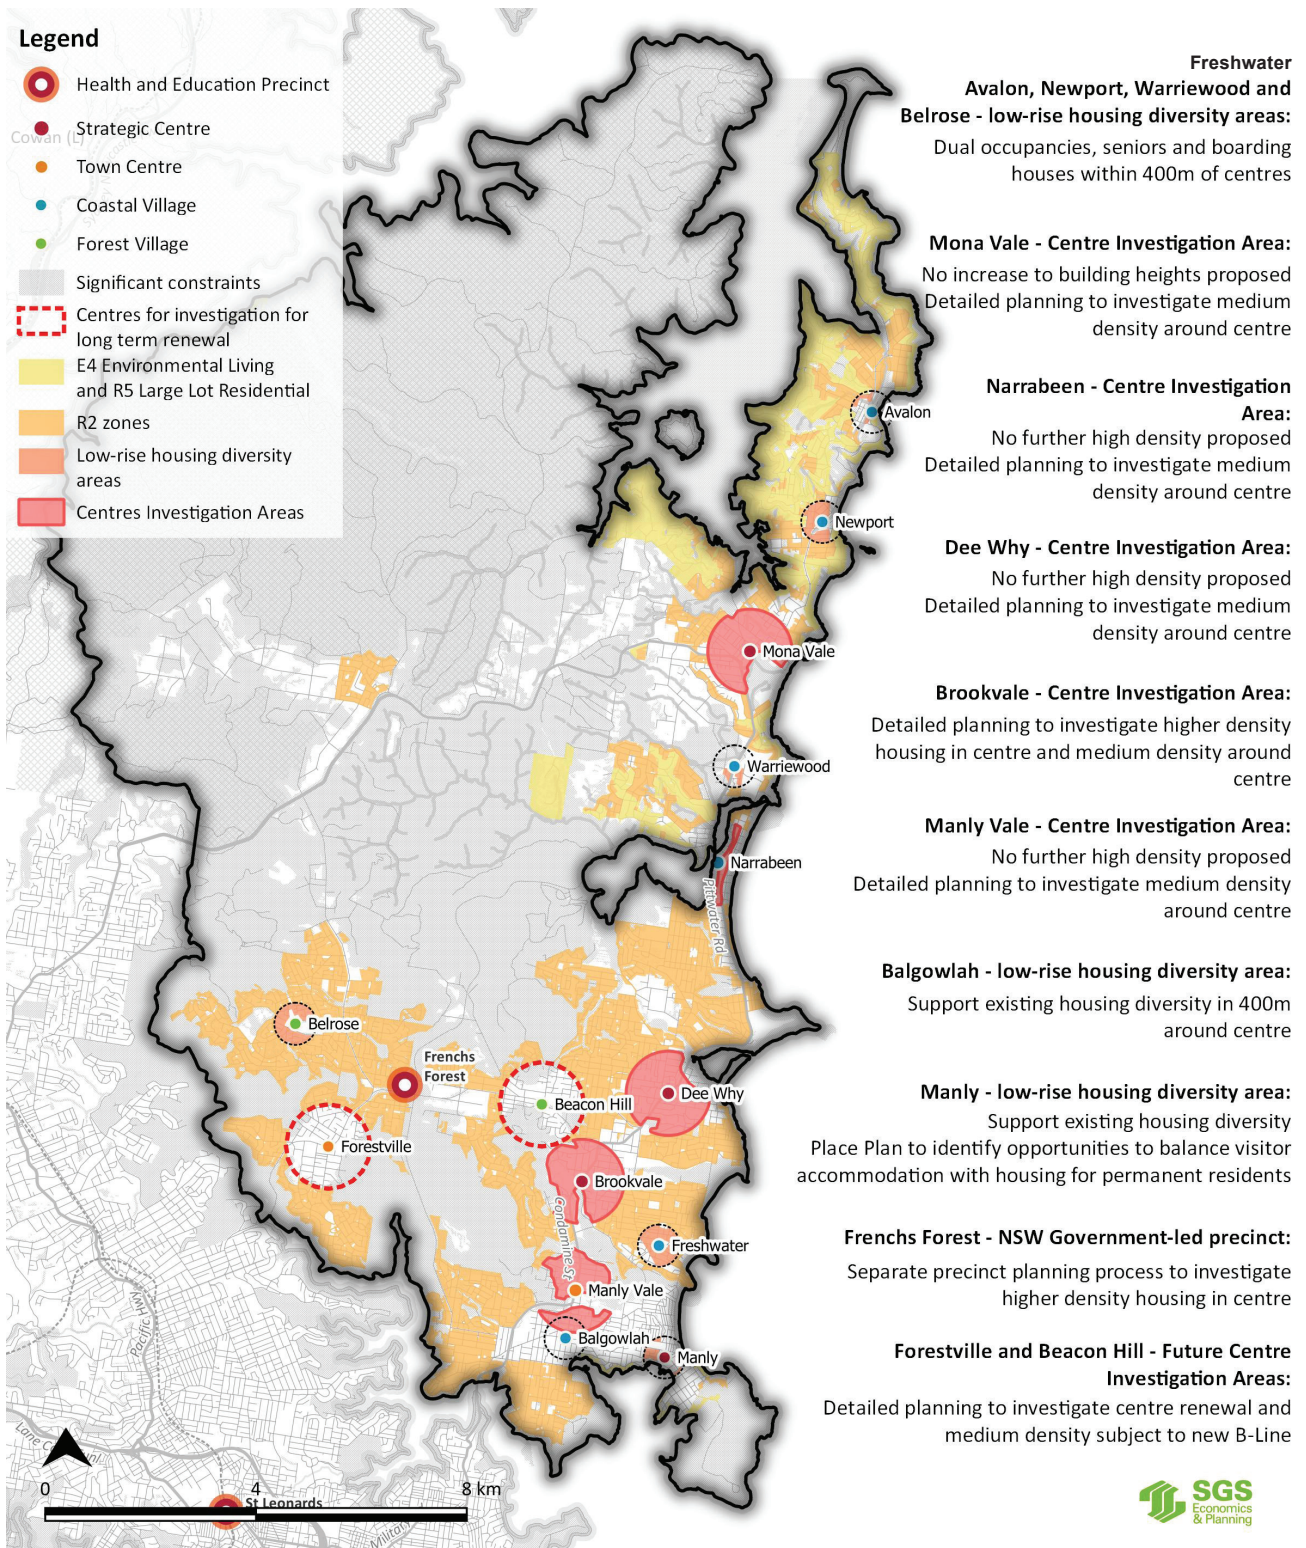 Legend
Health and Education Precinct
Strategic Centre
Cowan (L)
Town Centre
Coastal Village
Forest Village
Significant constraints
Centres for investigation for
long term renewal
E4 Environmental Living
and R5 Large Lot Residential
R2 zones
Low-rise housing diversity
areas
Centres Investigation Areas
Avalon
Newport
Mona Vale
Warriewood
Narrabeen
Pittwater Rd
Belrose
Frenchs
Forest
Beacon Hill
Dee Why
Forestville
Brookvale
Condamine St
Freshwater
Manly Vale
Balgowlah
Manly
Pacific HWY
0
4
8 km
St Leonards
Military
Freshwater
Avalon, Newport, Warriewood and
Belrose - low-rise housing diversity areas:
Dual occupancies, seniors and boarding
houses within 400m of centres
Mona Vale - Centre Investigation Area:
No increase to building heights proposed
Detailed planning to investigate medium
density around centre
Narrabeen - Centre Investigation
Area:
No further high density proposed
Detailed planning to investigate medium
density around centre
Dee Why - Centre Investigation Area:
No further high density proposed
Detailed planning to investigate medium
density around centre
Brookvale - Centre Investigation Area:
Detailed planning to investigate higher density
housing in centre and medium density around
centre
Manly Vale - Centre Investigation Area:
No further high density proposed
Detailed planning to investigate medium density
around centre
Balgowlah - low-rise housing diversity area:
Support existing housing diversity in 400m
around centre
Manly - low-rise housing diversity area:
Support existing housing diversity
Place Plan to identify opportunities to balance visitor
accommodation with housing for permanent residents
Frenchs Forest - NSW Government-led precinct:
Separate precinct planning process to investigate
higher density housing in centre
Forestville and Beacon Hill - Future Centre
Investigation Areas:
Detailed planning to investigate centre renewal and
medium density subject to new B-Line
SGS
Economics
& Planning